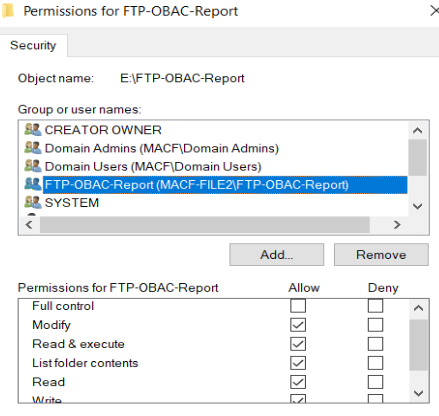 Permissions for FTP-OBAC-Report
Security
Object name: E:\FTP-OBAC-Report
Group or user names:
CREATOR OWNER
Domain Admins (MACF\Domain Admins)
Domain Users (MACF\Domain Users)
FTP-OBAC-Report (MACF-FILE2\FTP-OBAC-Report)
SYSTEM
Add... Remove
Permissions for FTP-OBAC-Report Allow Deny
Full control
Modify
Read & execute
List folder contents
Read
Write